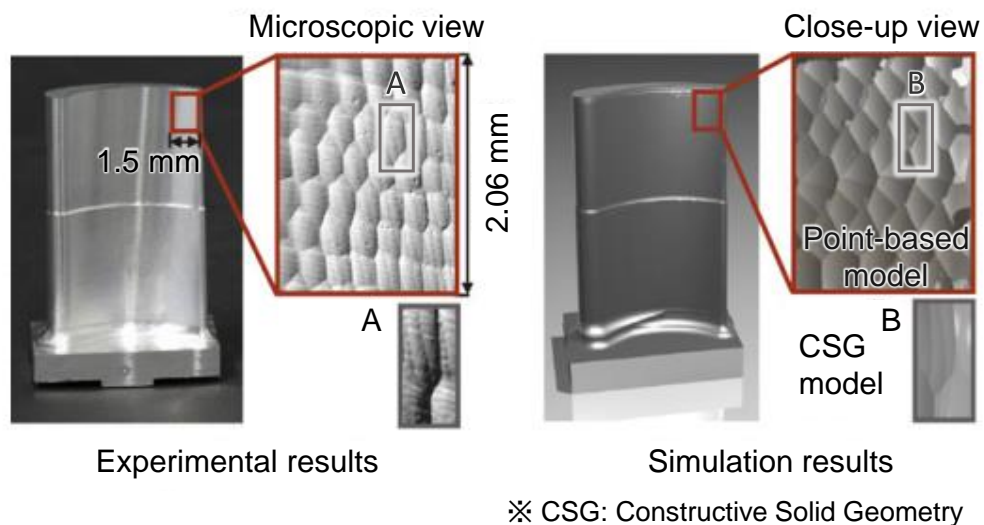 Microscopic view
A
1.5 mm
2.06 mm
A
Experimental results
Close-up view
B
Point-based
model
B
CSG
model
Simulation results
※ CSG: Constructive Solid Geometry